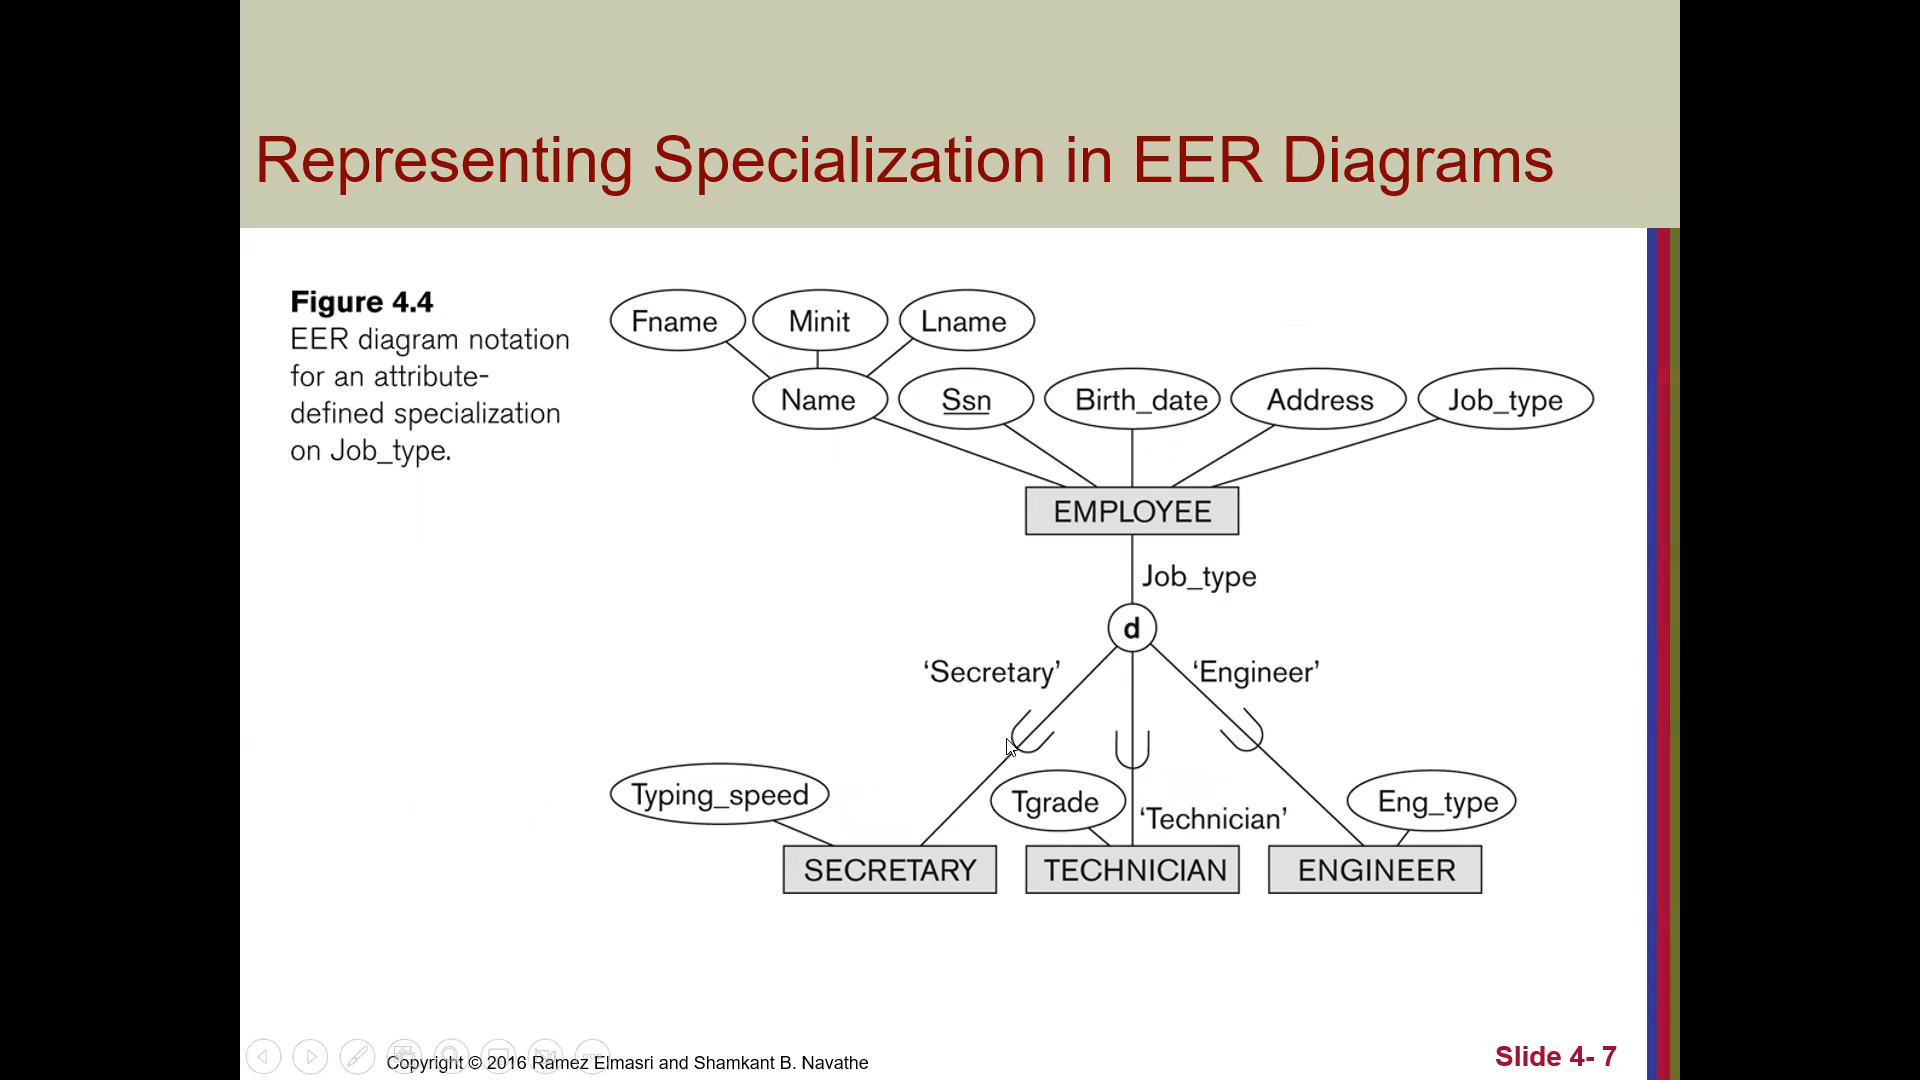 Representing Specialization in EER Diagrams
Figure 4.4
EER diagram notation
for an attribute-
defined specialization
on Job_type.
Fname Minit Lname
Name Ssn Birth_date Address Job_type
EMPLOYEE
Job_type
d
‘Secretary’ ‘Engineer’
Typing_speed Tgrade ‘Technician’ Eng_type
SECRETARY TECHNICIAN ENGINEER
Copyright © 2016 Ramez Elmasri and Shamkant B. Navathe
Slide 4- 7